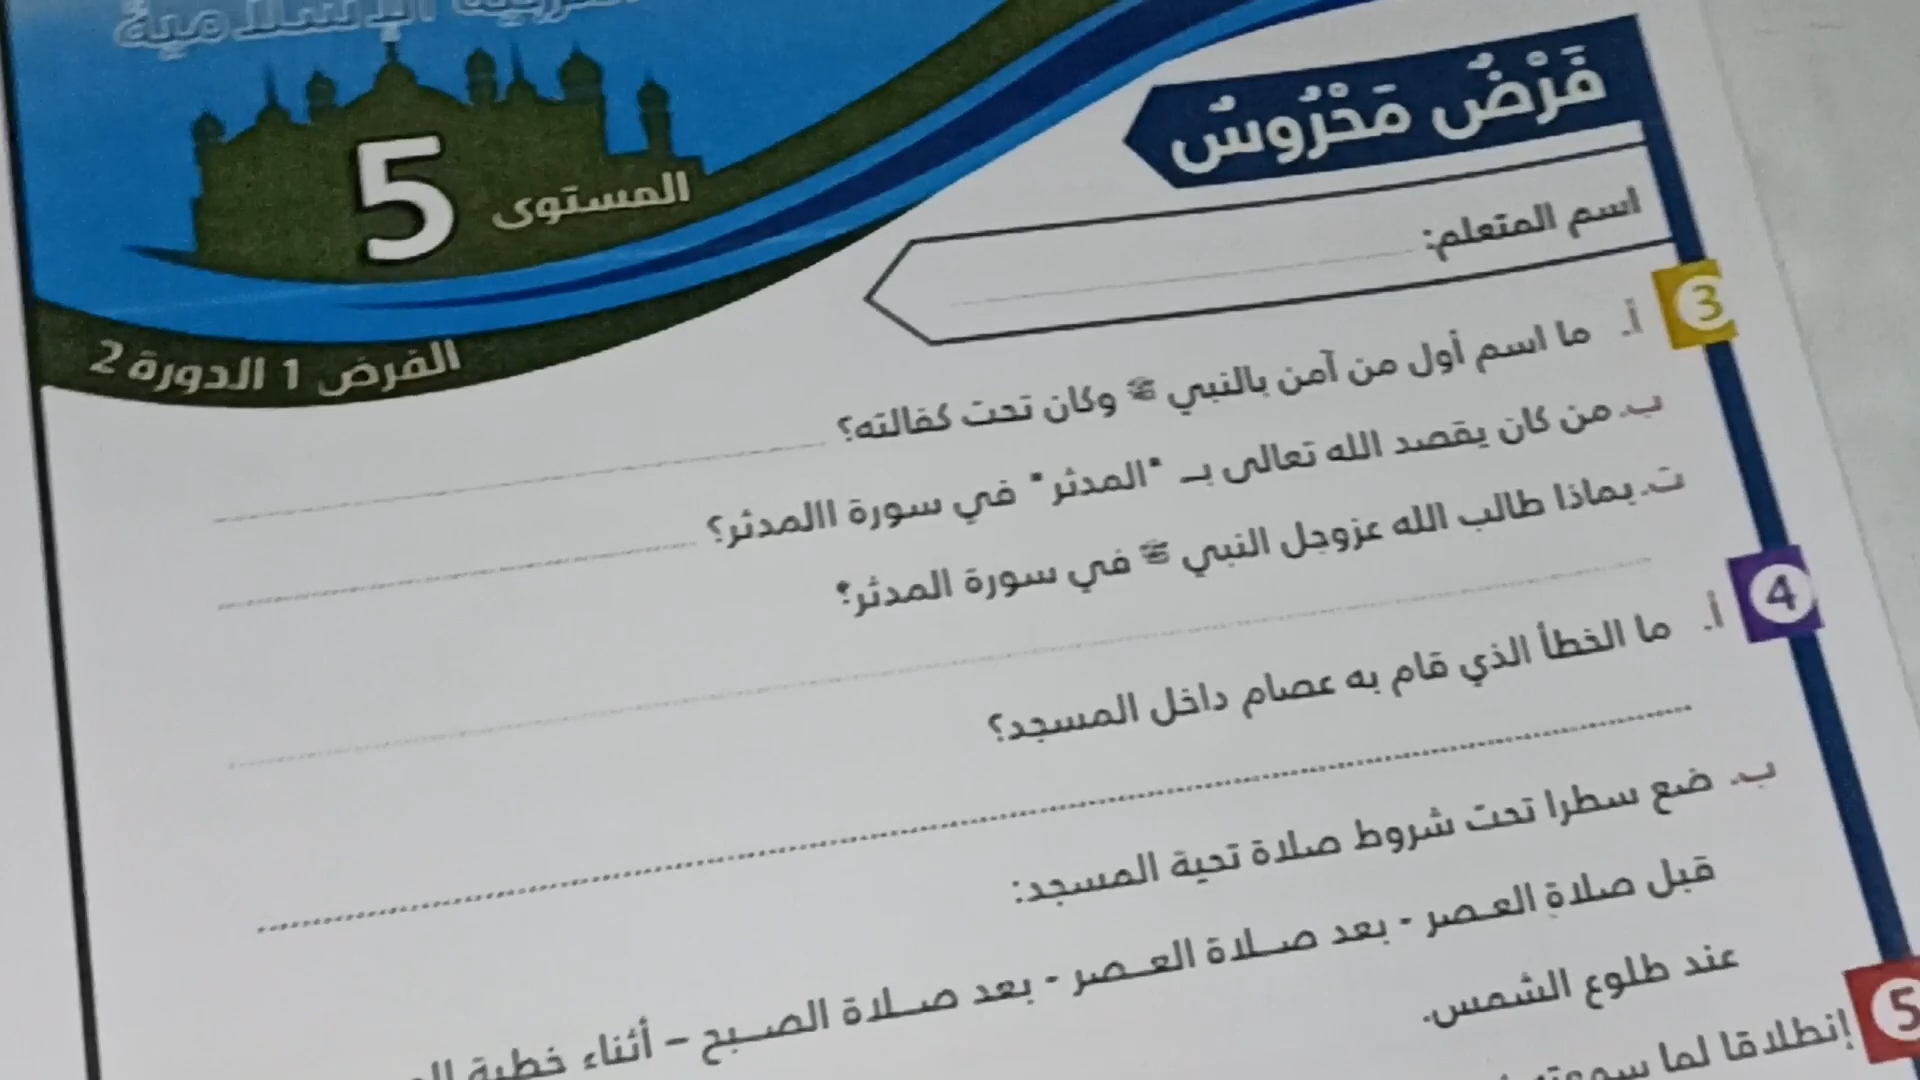 التربية الإسلامية
المستوى 5
الفرض 1 الدورة 2
فَرْضٌ مَحْرُوسٌ
اسم المتعلم:
3
أ. ما اسم أول من آمن بالنبي ﷺ وكان تحت كفالته؟
ب. من كان يقصد الله تعالى بـ "المدثر" في سورة االمدثر؟
ت. بماذا طالب الله عزوجل النبي ﷺ في سورة المدثر؟
4
أ. ما الخطأ الذي قام به عصام داخل المسجد؟
ب. ضع سطرا تحت شروط صلاة تحية المسجد:
قبل صلاة العصر - بعد صلاة العصر - بعد صلاة الصبح – أثناء خطبة
عند طلوع الشمس.
5
إنطلاقا لما